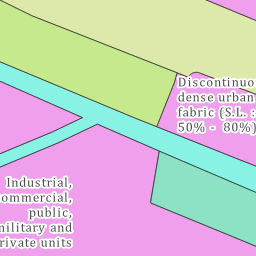 Discontinuo
dense urban
fabric (S.L. :
50% - 80%)
Industrial,
ommercial,
public,
military and
rivate units